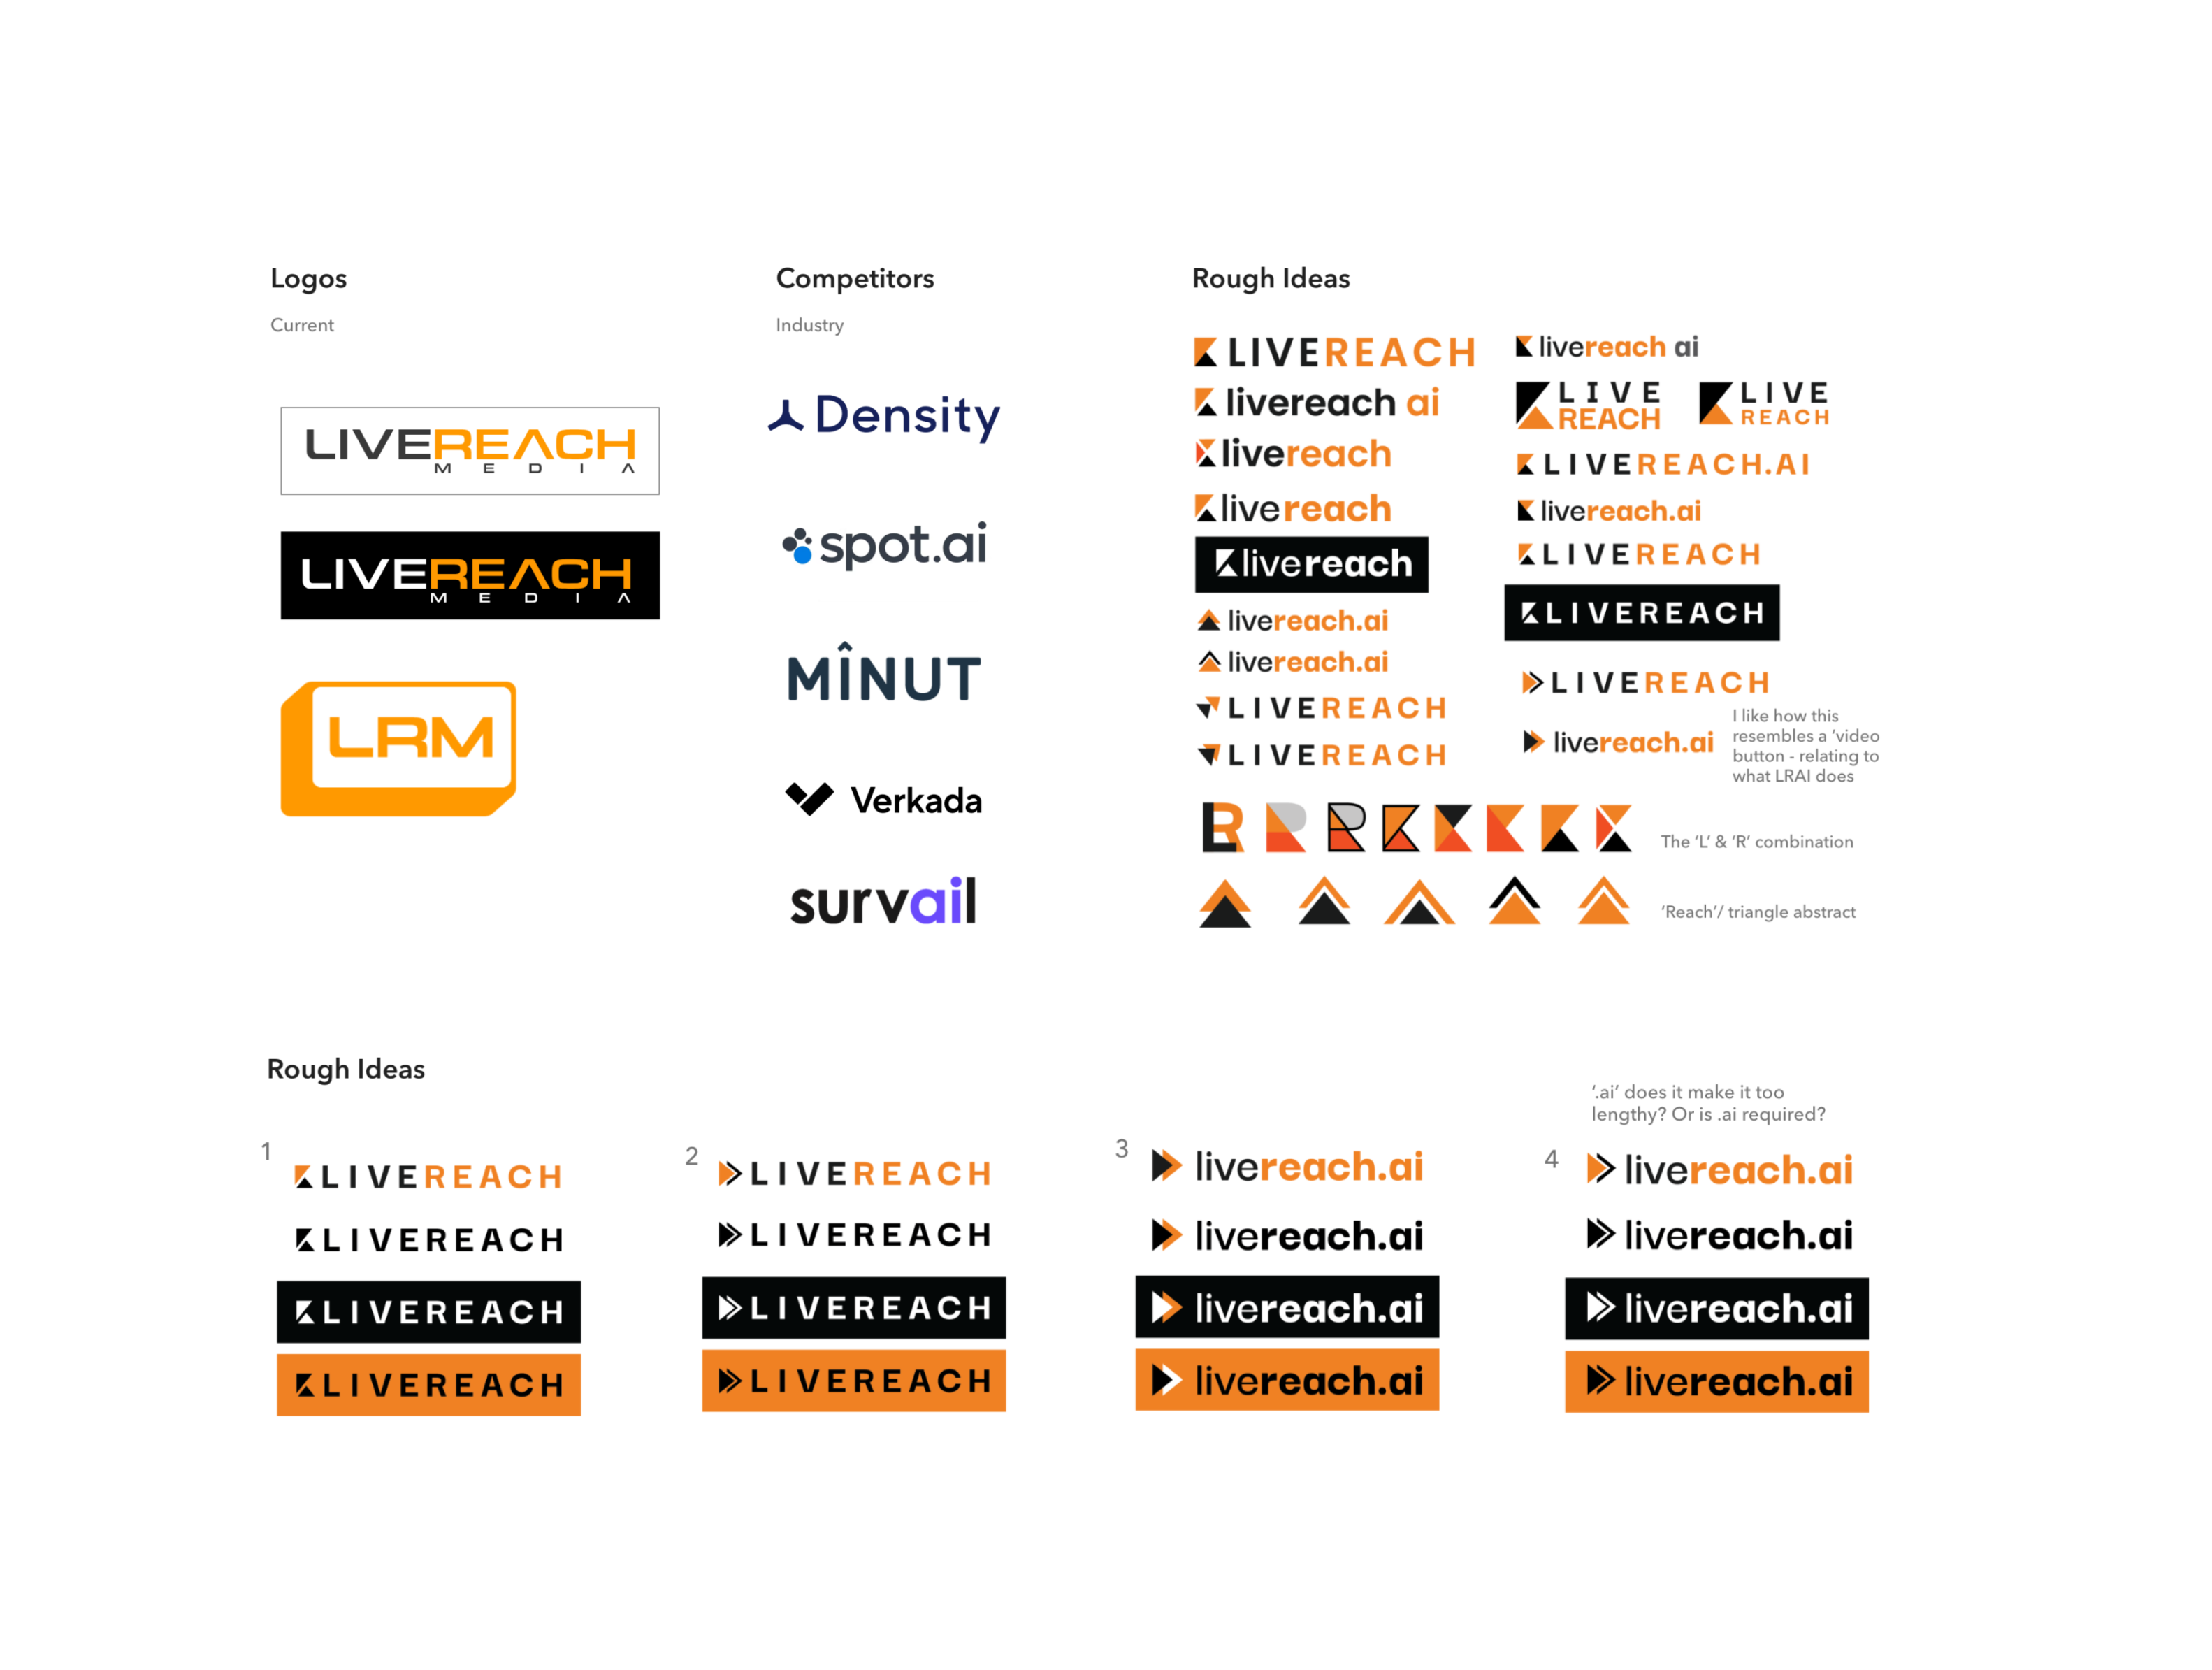 Logos
Current
LIVEREACH
MEDIA
LIVEREACH
MEDIA
LRM
Competitors
Industry
Density
spot.ai
MÎNUT
Verkada
survail
Rough Ideas
LIVEREACH
livereach ai
livereach
livereach
livereach
livereach.ai
livereach.ai
LIVEREACH
LIVEREACH
livereach ai
LIVE
REACH
LIVE
REACH
LIVEREACH.AI
livereach.ai
LIVEREACH
LIVEREACH
LIVEREACH
livereach.ai
I like how this
resembles a ‘video
button - relating to
what LRAI does
LR
The ‘L’ & ‘R’ combination
‘Reach’/ triangle abstract
Rough Ideas
1
LIVEREACH
LIVEREACH
LIVEREACH
LIVEREACH
2
LIVEREACH
LIVEREACH
LIVEREACH
LIVEREACH
3
livereach.ai
livereach.ai
livereach.ai
livereach.ai
‘.ai’ does it make it too
lengthy? Or is .ai required?
4
livereach.ai
livereach.ai
livereach.ai
livereach.ai